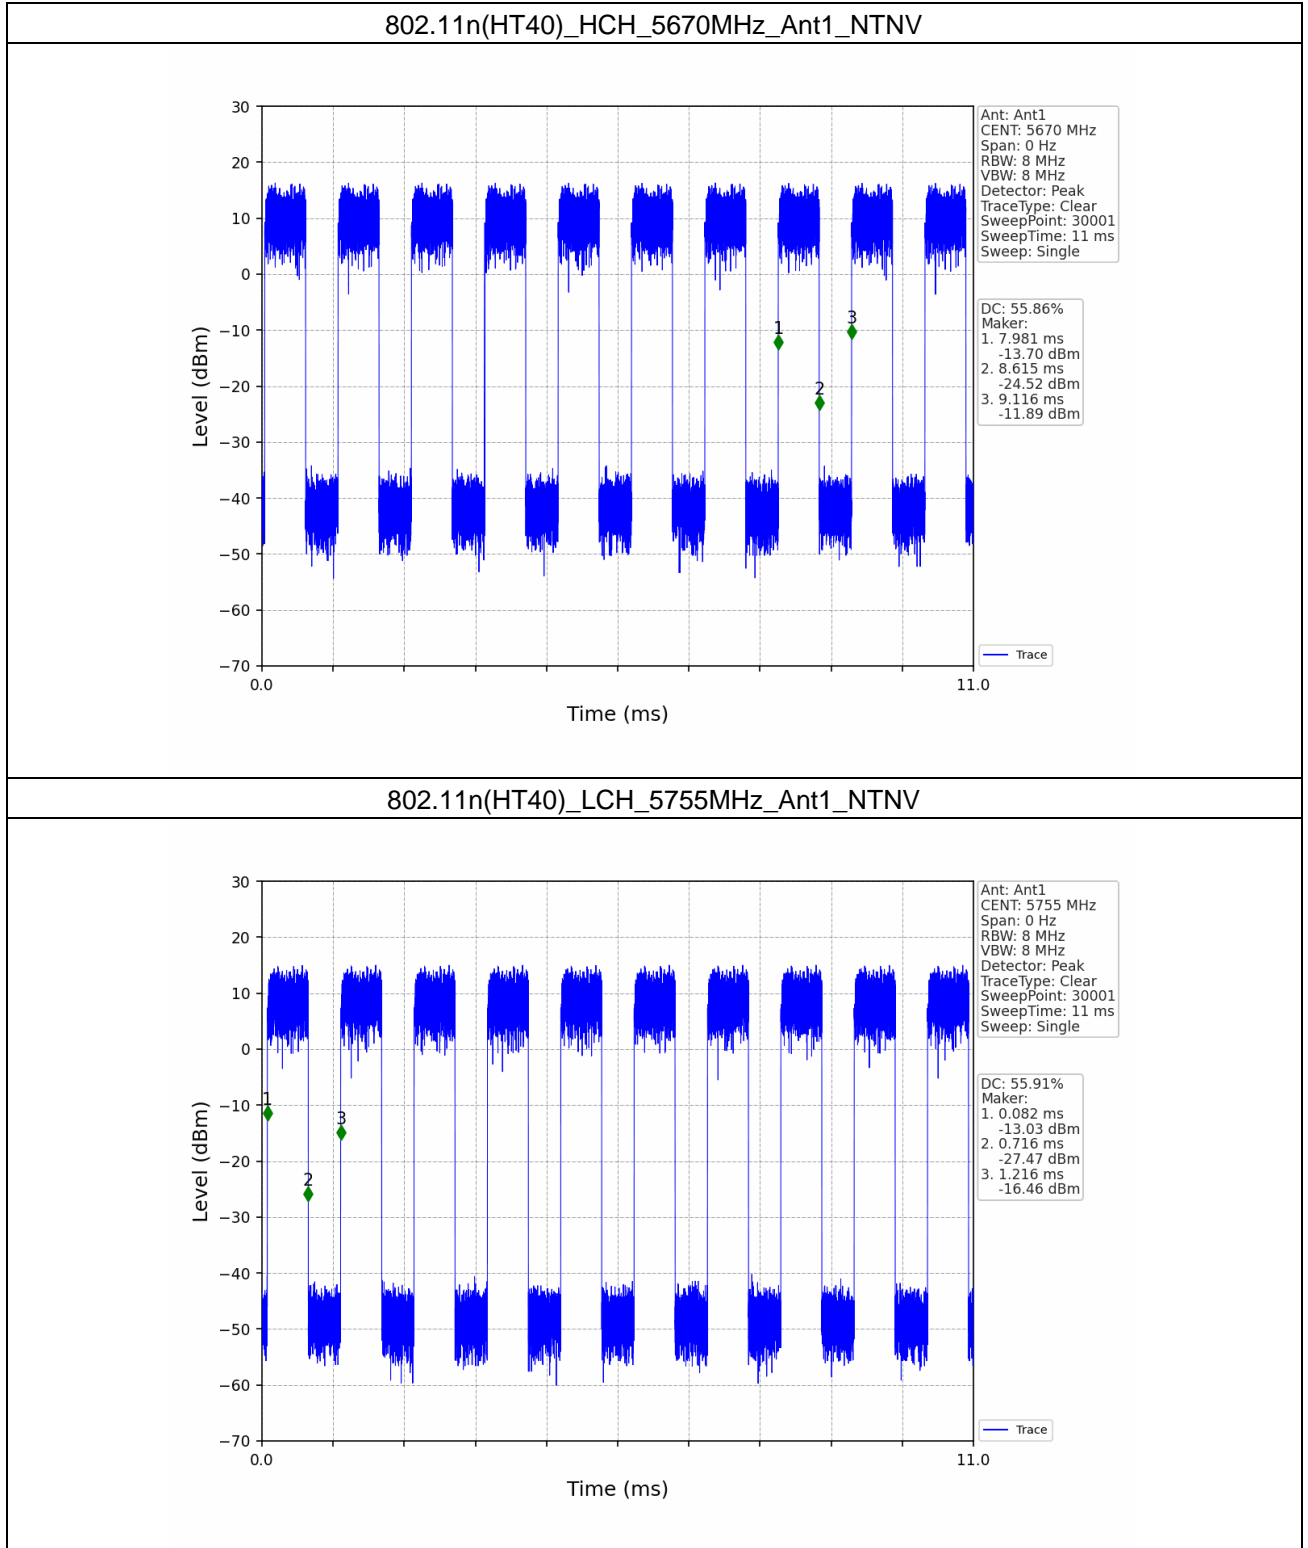 802.11n(HT40)_HCH_5670MHz_Ant1_NTNV
30
20
10
0
−10
−20
−30
−40
−50
−60
−70
Level (dBm)
0.0
11.0
Time (ms)
1
2
3
Ant: Ant1
CENT: 5670 MHz
Span: 0 Hz
RBW: 8 MHz
VBW: 8 MHz
Detector: Peak
TraceType: Clear
SweepPoint: 30001
SweepTime: 11 ms
Sweep: Single
DC: 55.86%
Maker:
1. 7.981 ms
-13.70 dBm
2. 8.615 ms
-24.52 dBm
3. 9.116 ms
-11.89 dBm
Trace
802.11n(HT40)_LCH_5755MHz_Ant1_NTNV
30
20
10
0
−10
−20
−30
−40
−50
−60
−70
Level (dBm)
0.0
11.0
Time (ms)
1
2
3
Ant: Ant1
CENT: 5755 MHz
Span: 0 Hz
RBW: 8 MHz
VBW: 8 MHz
Detector: Peak
TraceType: Clear
SweepPoint: 30001
SweepTime: 11 ms
Sweep: Single
DC: 55.91%
Maker:
1. 0.082 ms
-13.03 dBm
2. 0.716 ms
-27.47 dBm
3. 1.216 ms
-16.46 dBm
Trace